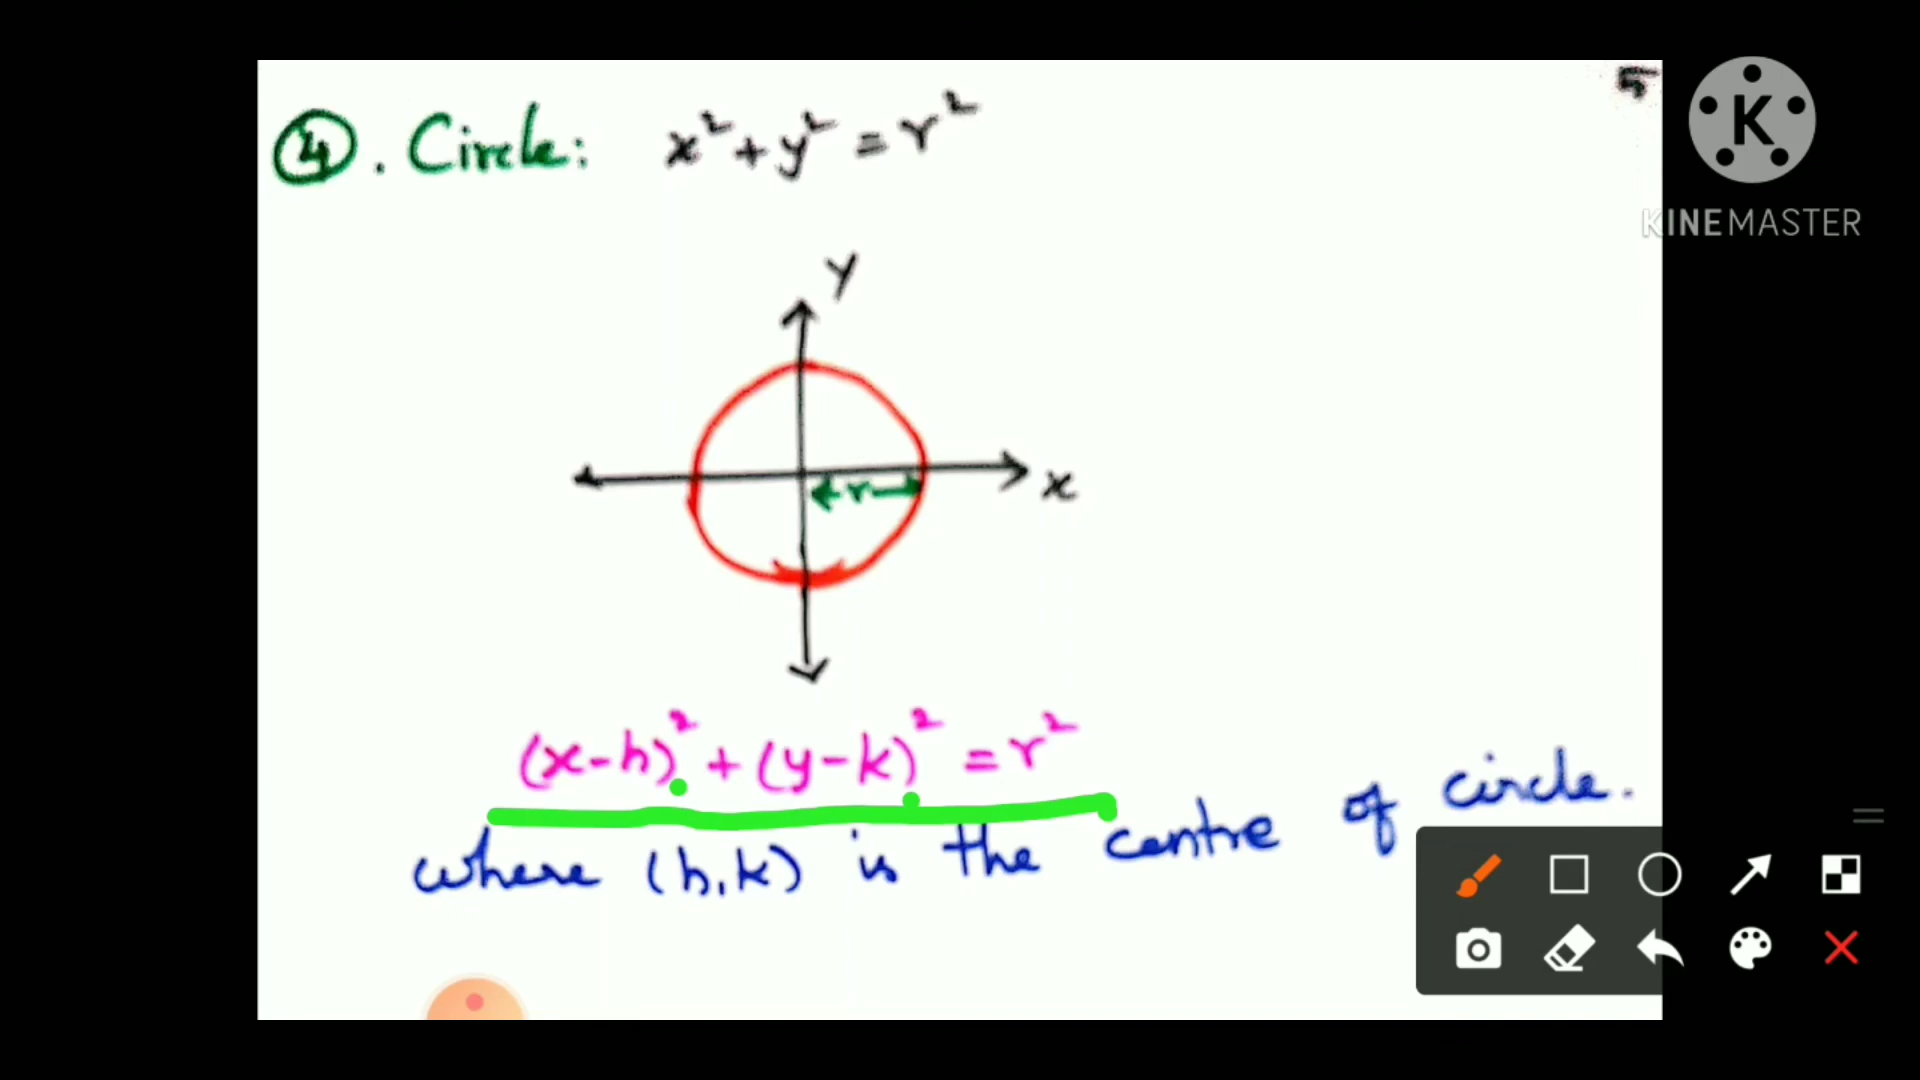 5
④. Circle: x² + y² = r²
K
KINEMASTER
y
r
x
(x-h)² + (y-k)² = r²
where (h,k) is the centre of circle.